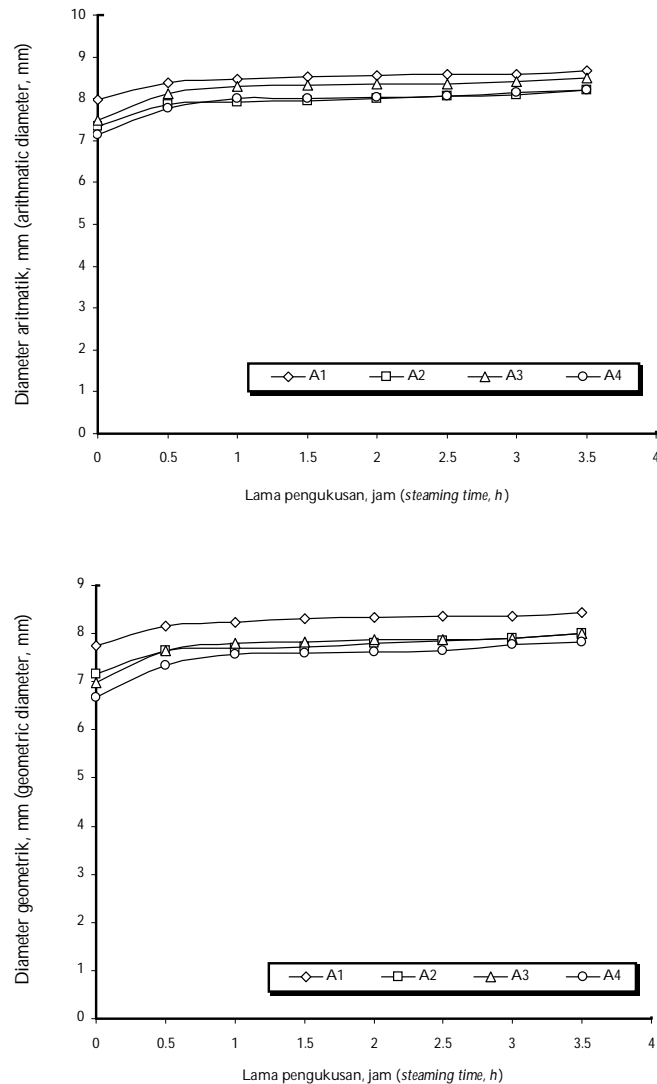 Diameter aritmatik, mm (arithmatic diameter, mm)
10
9
8
7
6
5
4
3
2
1
0
A1 A2 A3 A4
0 0.5 1 1.5 2 2.5 3 3.5 4
Lama pengukusan, jam (steaming time, h)
Diameter geometrik, mm (geometric diameter, mm)
9
8
7
6
5
4
3
2
1
0
A1 A2 A3 A4
0 0.5 1 1.5 2 2.5 3 3.5 4
Lama pengukusan, jam (steaming time, h)